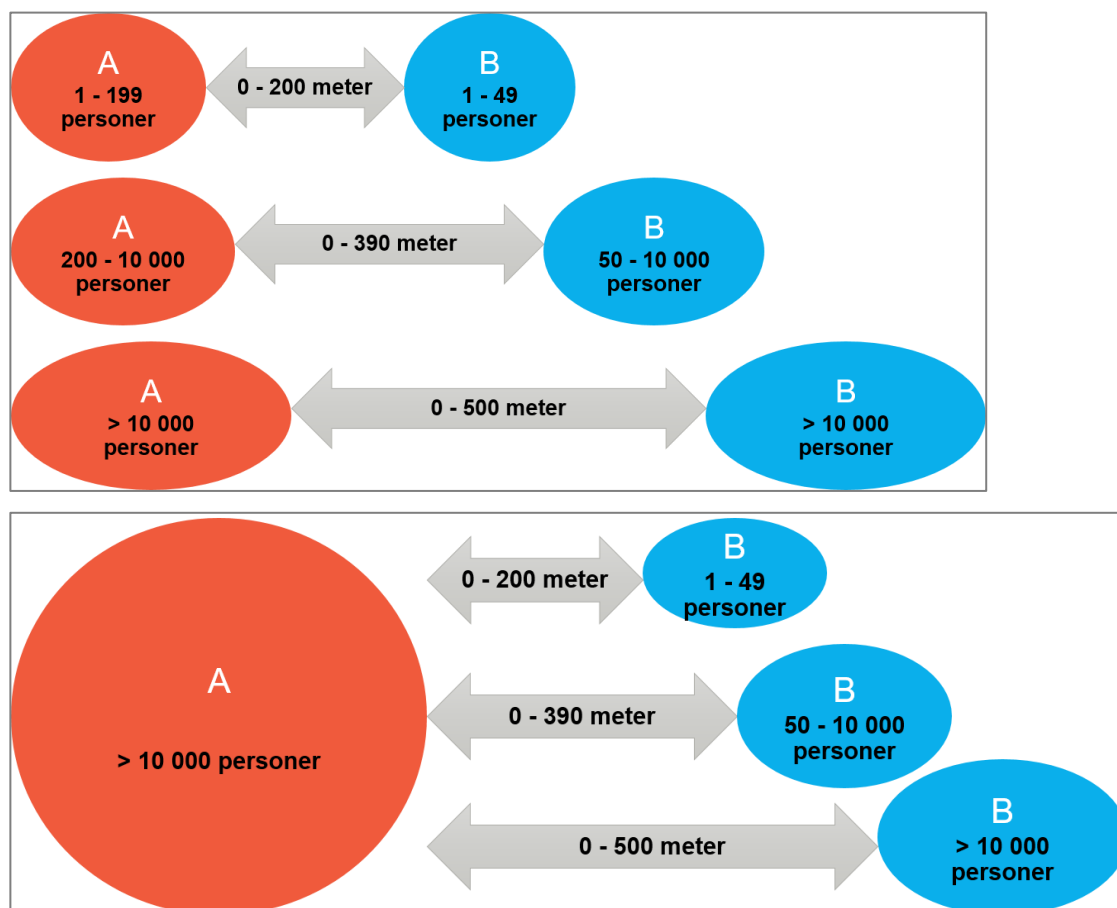 A
1 - 199
personer
0 - 200 meter
B
1 - 49
personer
A
200 - 10 000
personer
0 - 390 meter
B
50 - 10 000
personer
A
> 10 000
personer
0 - 500 meter
B
> 10 000
personer
A
> 10 000 personer
0 - 200 meter
B
1 - 49
personer
0 - 390 meter
B
50 - 10 000
personer
0 - 500 meter
B
> 10 000
personer